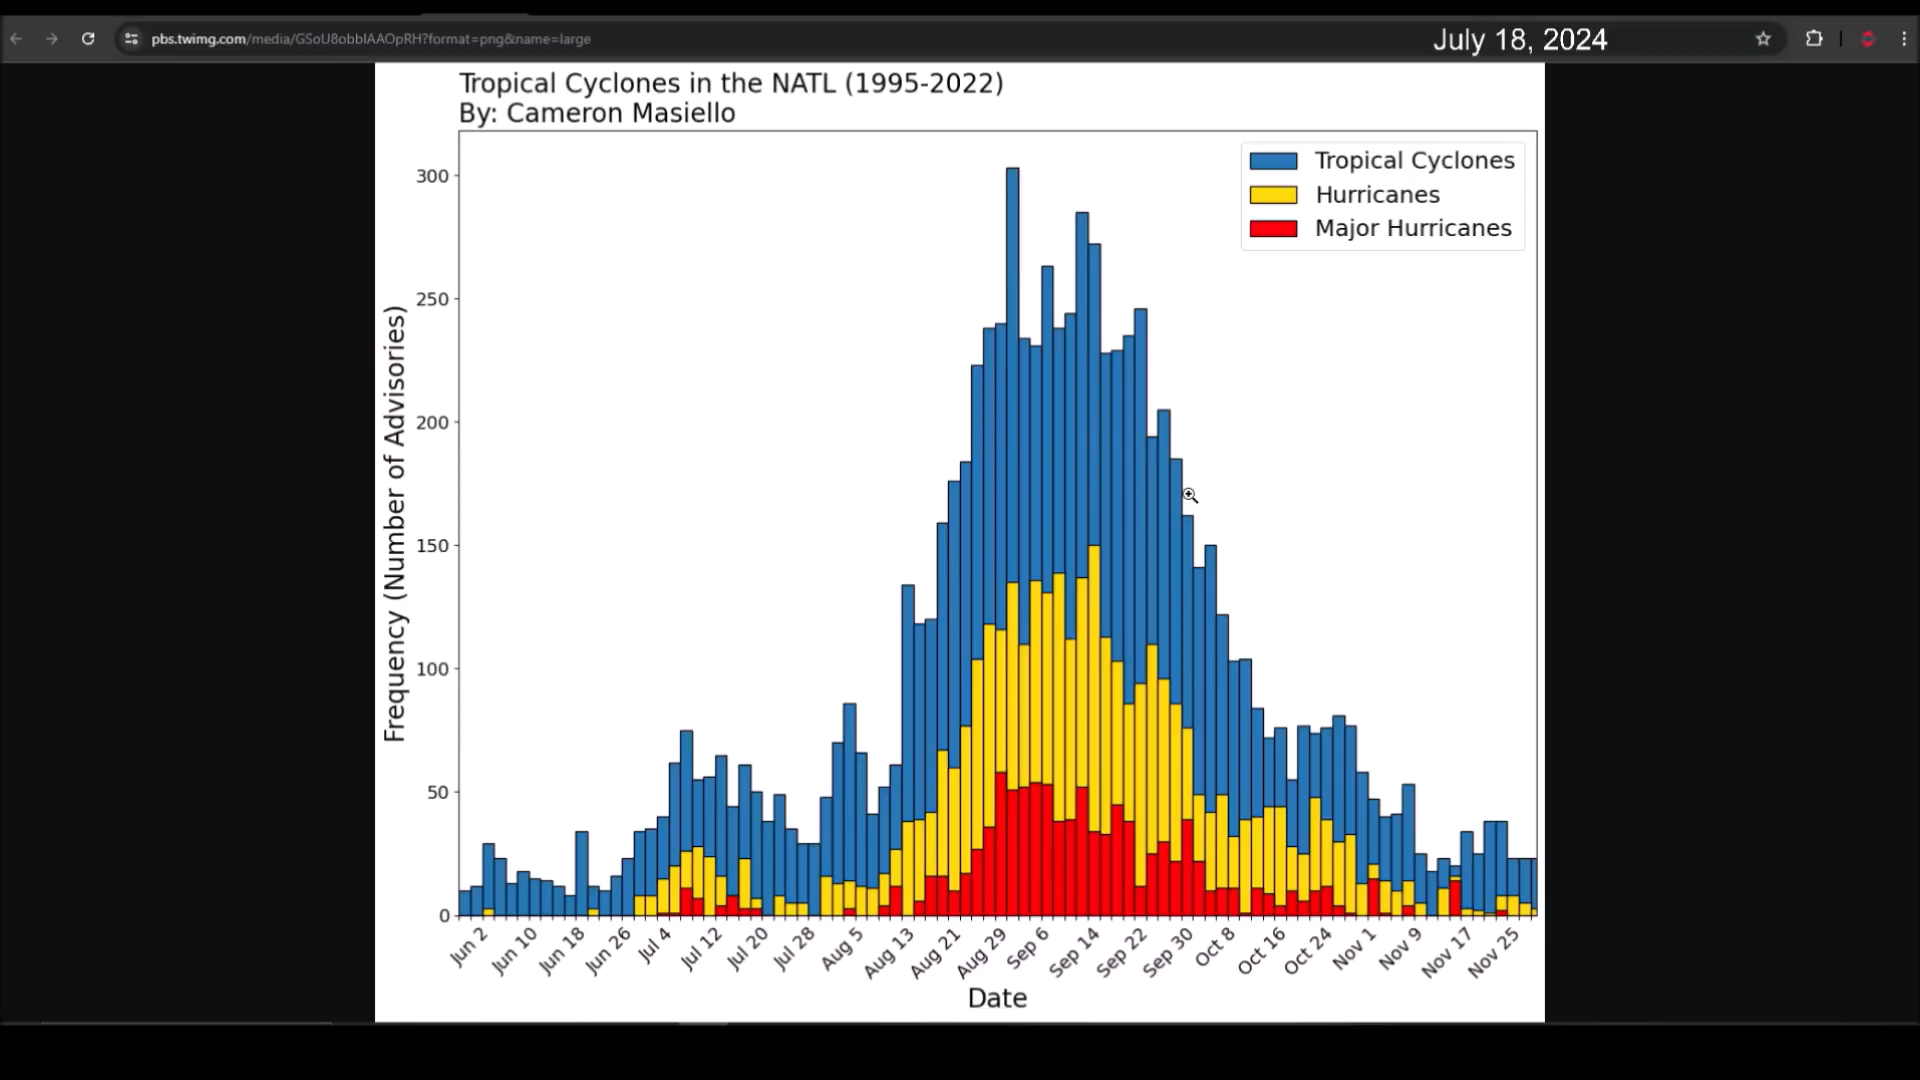 pbs.twimg.com/media/GSoU8obblAAOpRH?format=png&name=large
July 18, 2024
Tropical Cyclones in the NATL (1995-2022)
By: Cameron Masiello
Tropical Cyclones
Hurricanes
Major Hurricanes
Frequency (Number of Advisories)
300
250
200
150
100
50
0
Jun 2
Jun 10
Jun 18
Jun 26
Jul 4
Jul 12
Jul 20
Jul 28
Aug 5
Aug 13
Aug 21
Aug 29
Sep 6
Sep 14
Sep 22
Sep 30
Oct 8
Oct 16
Oct 24
Nov 1
Nov 9
Nov 17
Nov 25
Date